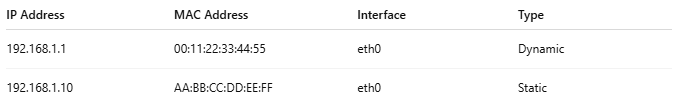 IP Address MAC Address Interface Type
192.168.1.1 00:11:22:33:44:55 eth0 Dynamic
192.168.1.10 AA:BB:CC:DD:EE:FF eth0 Static